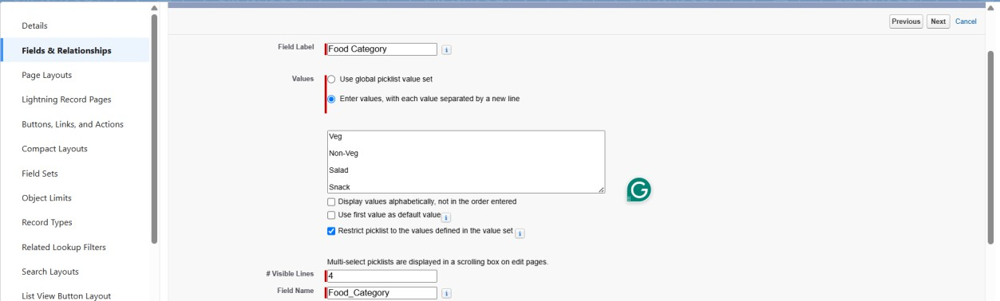 Details
Fields & Relationships
Page Layouts
Lightning Record Pages
Buttons, Links, and Actions
Compact Layouts
Field Sets
Object Limits
Record Types
Related Lookup Filters
Search Layouts
List View Button Layout
Previous Next Cancel
Field Label Food Category i
Values Use global picklist value set
Enter values, with each value separated by a new line
Veg
Non-Veg
Salad
Snack
G
Display values alphabetically, not in the order entered
Use first value as default value i
Restrict picklist to the values defined in the value set i
Multi-select picklists are displayed in a scrolling box on edit pages.
# Visible Lines 4
Field Name Food_Category i